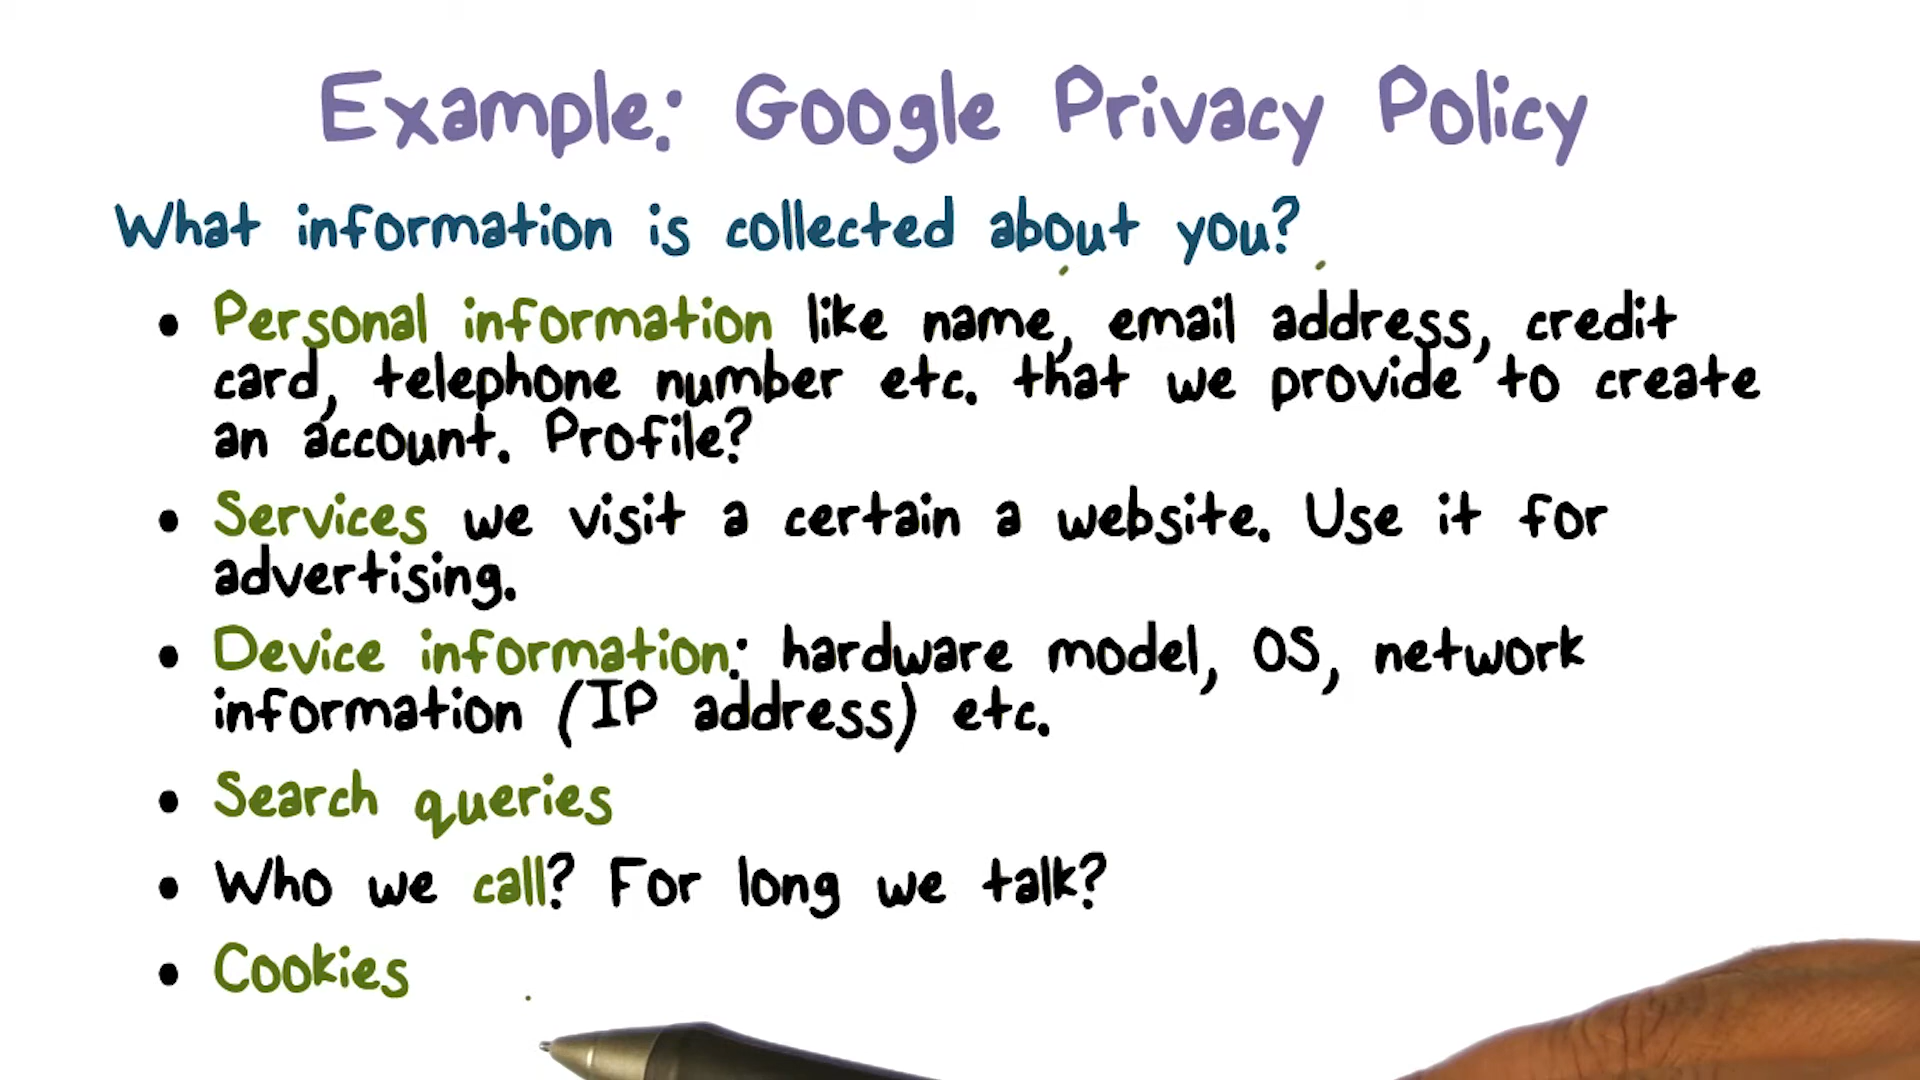 Example: Google Privacy Policy
What information is collected about you?
• Personal information like name, email address, credit
card, telephone number etc. that we provide to create
an account. Profile?
• Services we visit a certain a website. Use it for
advertising.
• Device information: hardware model, OS, network
information (IP address) etc.
• Search queries
• Who we call? For long we talk?
• Cookies